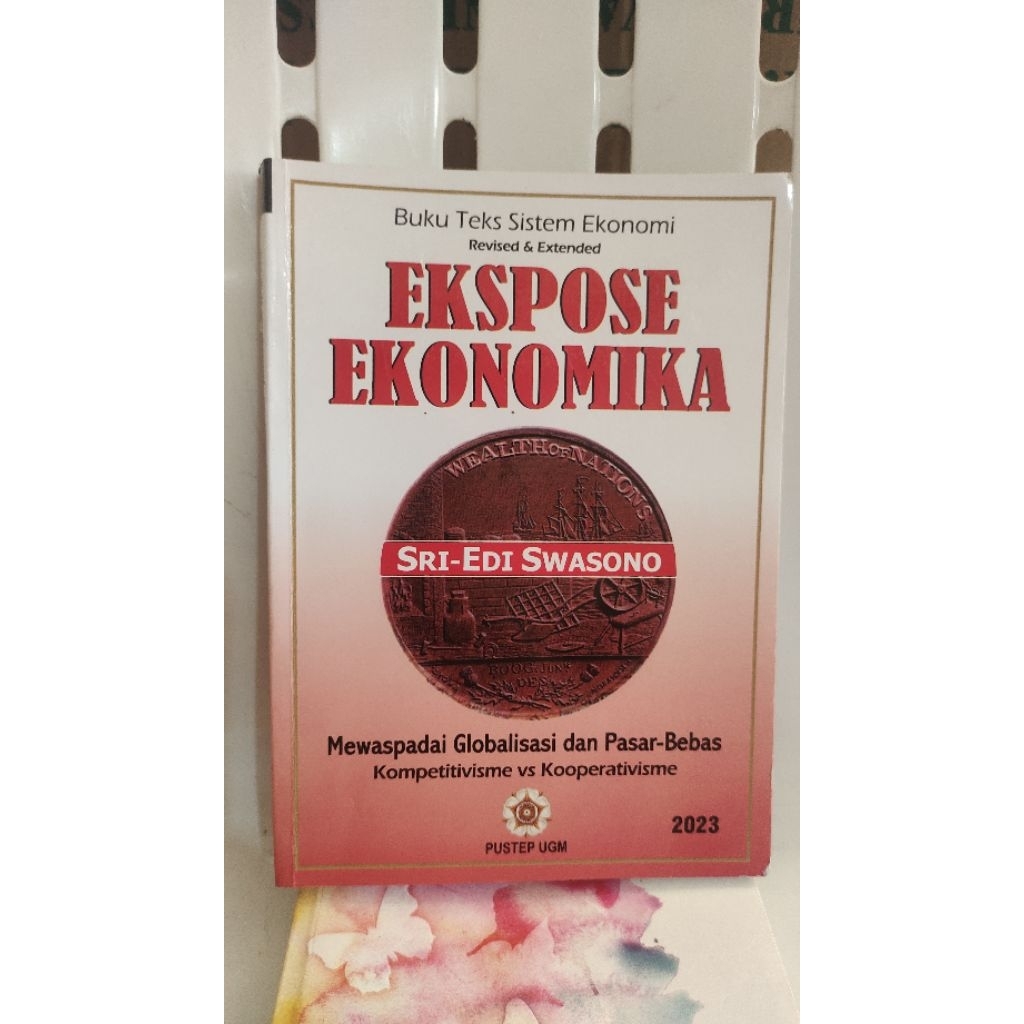 Buku Teks Sistem Ekonomi
Revised & Extended
EKSPOSE
EKONOMIKA
WEALTH OF NATIONS
SRI-EDI SWASONO
Mewaspadai Globalisasi dan Pasar-Bebas
Kompetitivisme vs Kooperativisme
PUSTEP UGM
2023